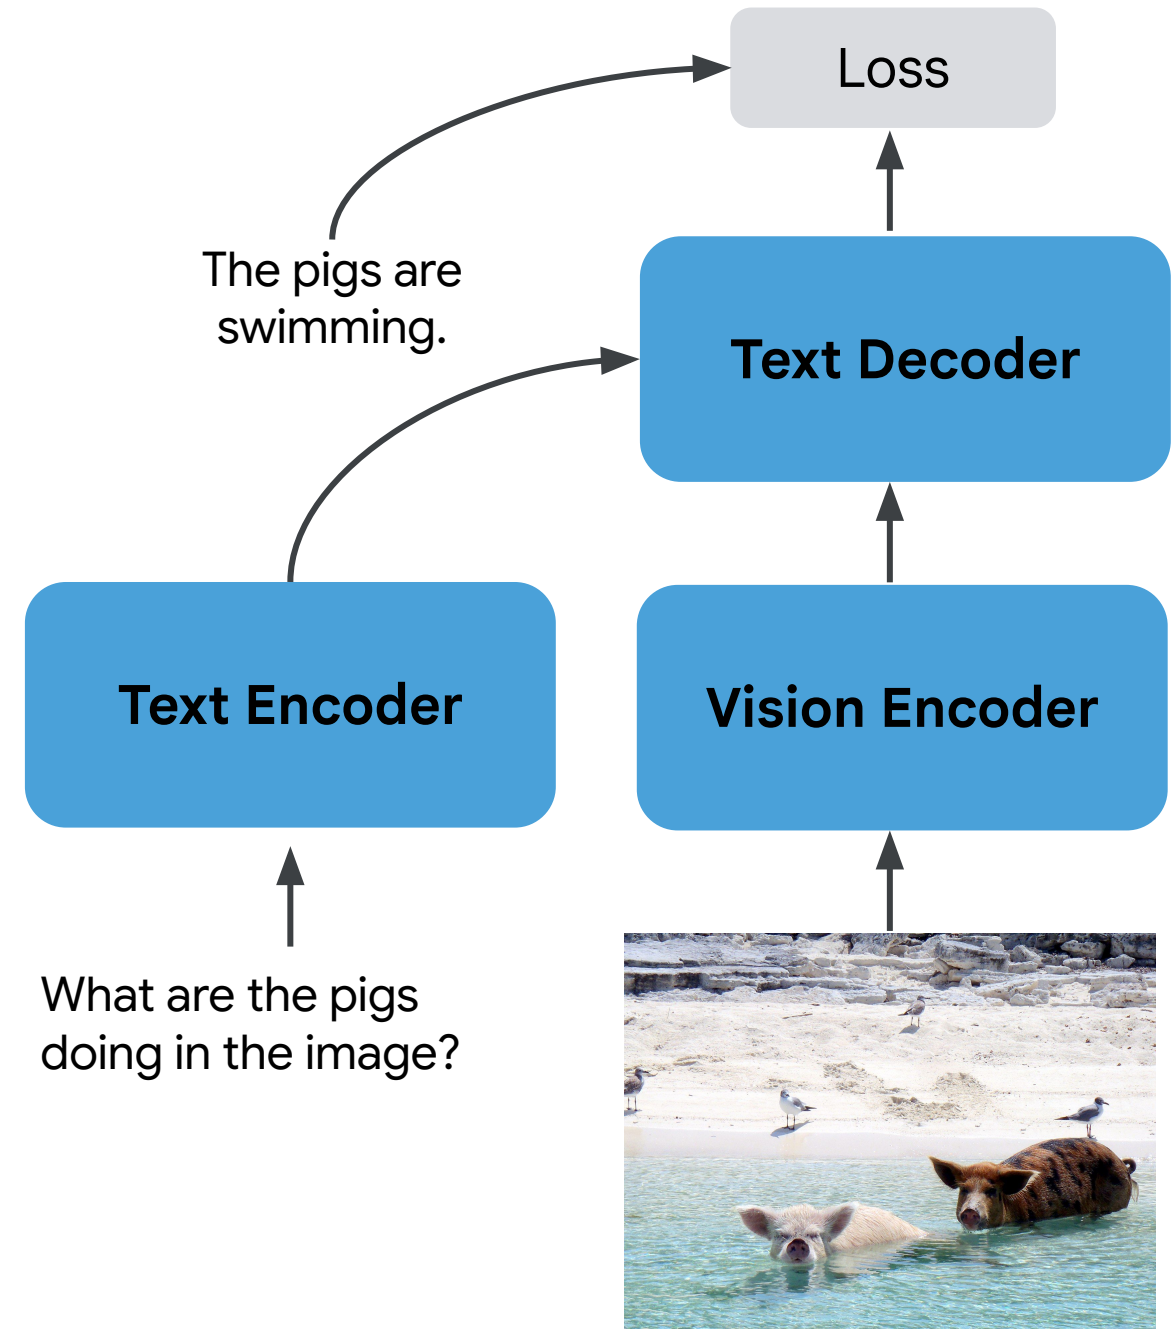 Loss
The pigs are
swimming.
Text Decoder
Text Encoder
Vision Encoder
What are the pigs
doing in the image?